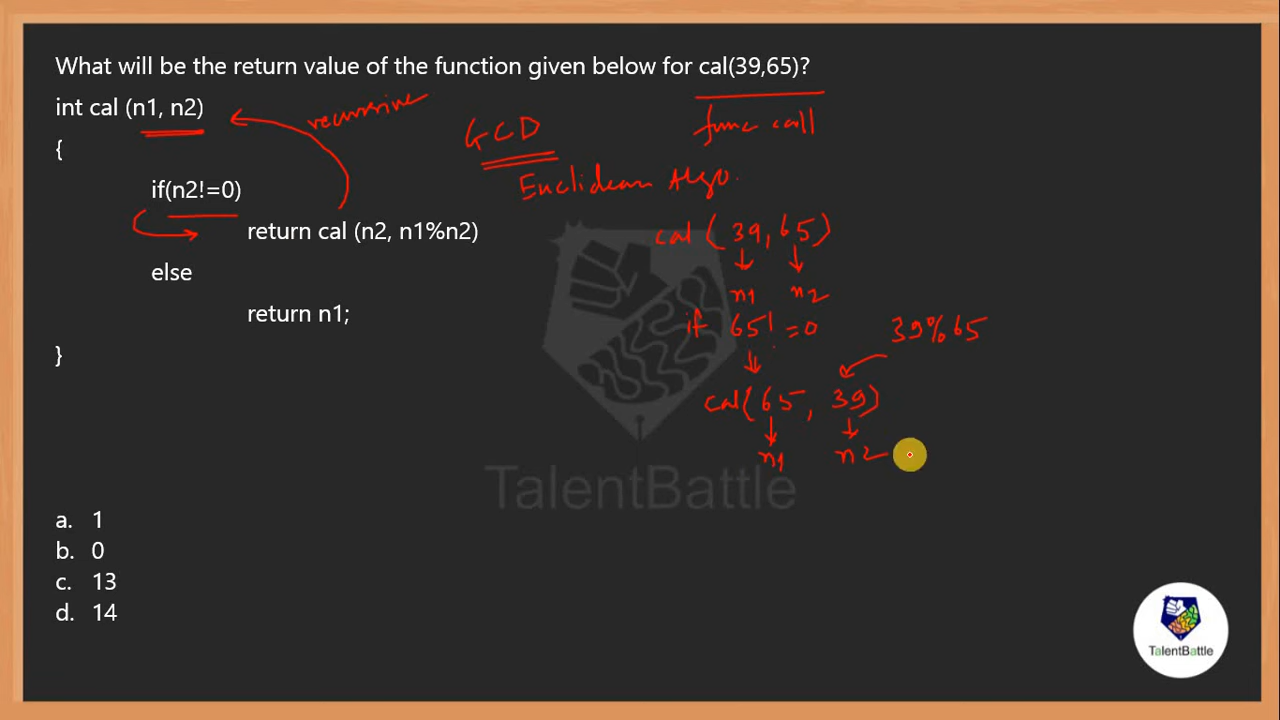 What will be the return value of the function given below for cal(39,65)?
int cal (n1, n2)
recursive
GCD
func call
{
Euclidean Algo.
if(n2!=0)
return cal (n2, n1%n2)
cal (39, 65)
else
n1 n2
return n1;
if 65! = 0
39%65
}
cal(65, 39)
n1 n2
TalentBattle
a. 1
b. 0
c. 13
d. 14
TalentBattle